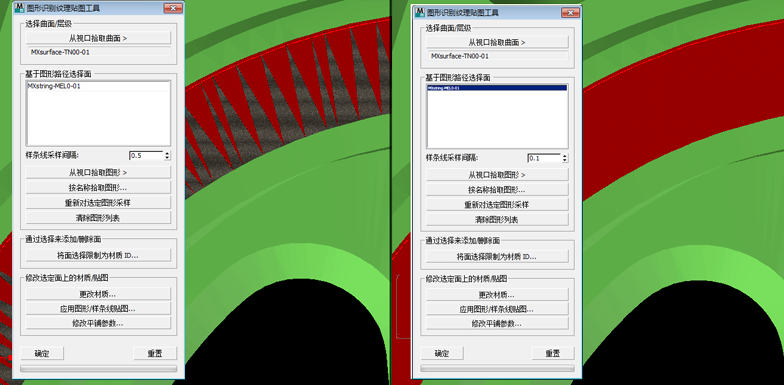 图形识别纹理贴图工具
选择曲面/层级
从视口拾取曲面 >
MXsurface-TN00-01
基于图形路径选择面
MXstring-MEL0-01
样条线采样间隔:
0.5
从视口拾取图形 >
按名称拾取图形...
重新对选定图形采样
清除图形列表
通过选择来添加/删除面
将面选择限制为材质 ID...
修改选定面上的材质/贴图
更改材质...
应用图形/样条线贴图...
修改平铺参数...
确定
重置
图形识别纹理贴图工具
选择曲面/层级
从视口拾取曲面 >
MXsurface-TN00-01
基于图形路径选择面
MXstring-MEL0-01
样条线采样间隔:
0.1
从视口拾取图形 >
按名称拾取图形...
重新对选定图形采样
清除图形列表
通过选择来添加/删除面
将面选择限制为材质 ID...
修改选定面上的材质/贴图
更改材质...
应用图形/样条线贴图...
修改平铺参数...
确定
重置